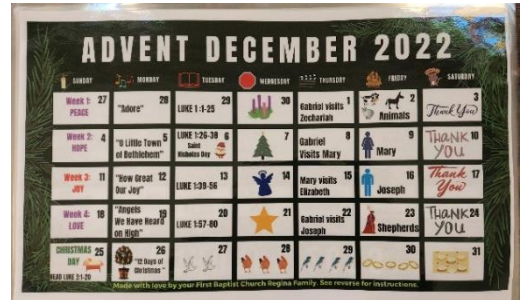 ADVENT DECEMBER 2022
SUNDAY MONDAY TUESDAY WEDNESDAY THURSDAY FRIDAY SATURDAY
Week 1: 27
PEACE
28
"Adore"
29
LUKE 1:1-25
30
1
Gabriel visits
Zechariah
2
Animals
3
Thank You
Week 2: 4
HOPE
5
"O Little Town
of Bethlehem"
LUKE 1:26-38 6
Saint
Nicholas Day
7
8
Gabriel
Visits Mary
9
Mary
THANK 10
YOU
Week 3: 11
JOY
12
"How Great
Our Joy"
13
LUKE 1:39-56
14
15
Mary visits
Elizabeth
16
Joseph
Thank 17
You
Week 4: 18
LOVE
"Angels
We Have Heard 19
on High"
20
LUKE 1:57-80
21
22
Gabriel visits
Joseph
23
Shepherds
THANK 24
YOU
CHRISTMAS
DAY 25
READ LUKE 2:1-20
26
"12 Days of
Christmas"
27
28
29
30
31
Made with love by your First Baptist Church Regina Family. See reverse for instructions.